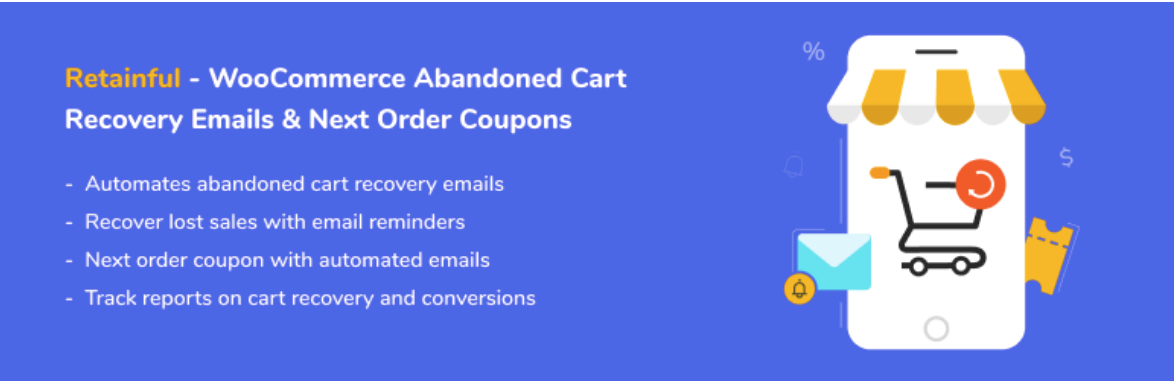 Retainful - WooCommerce Abandoned Cart
Recovery Emails & Next Order Coupons
- Automates abandoned cart recovery emails
- Recover lost sales with email reminders
- Next order coupon with automated emails
- Track reports on cart recovery and conversions
%
$